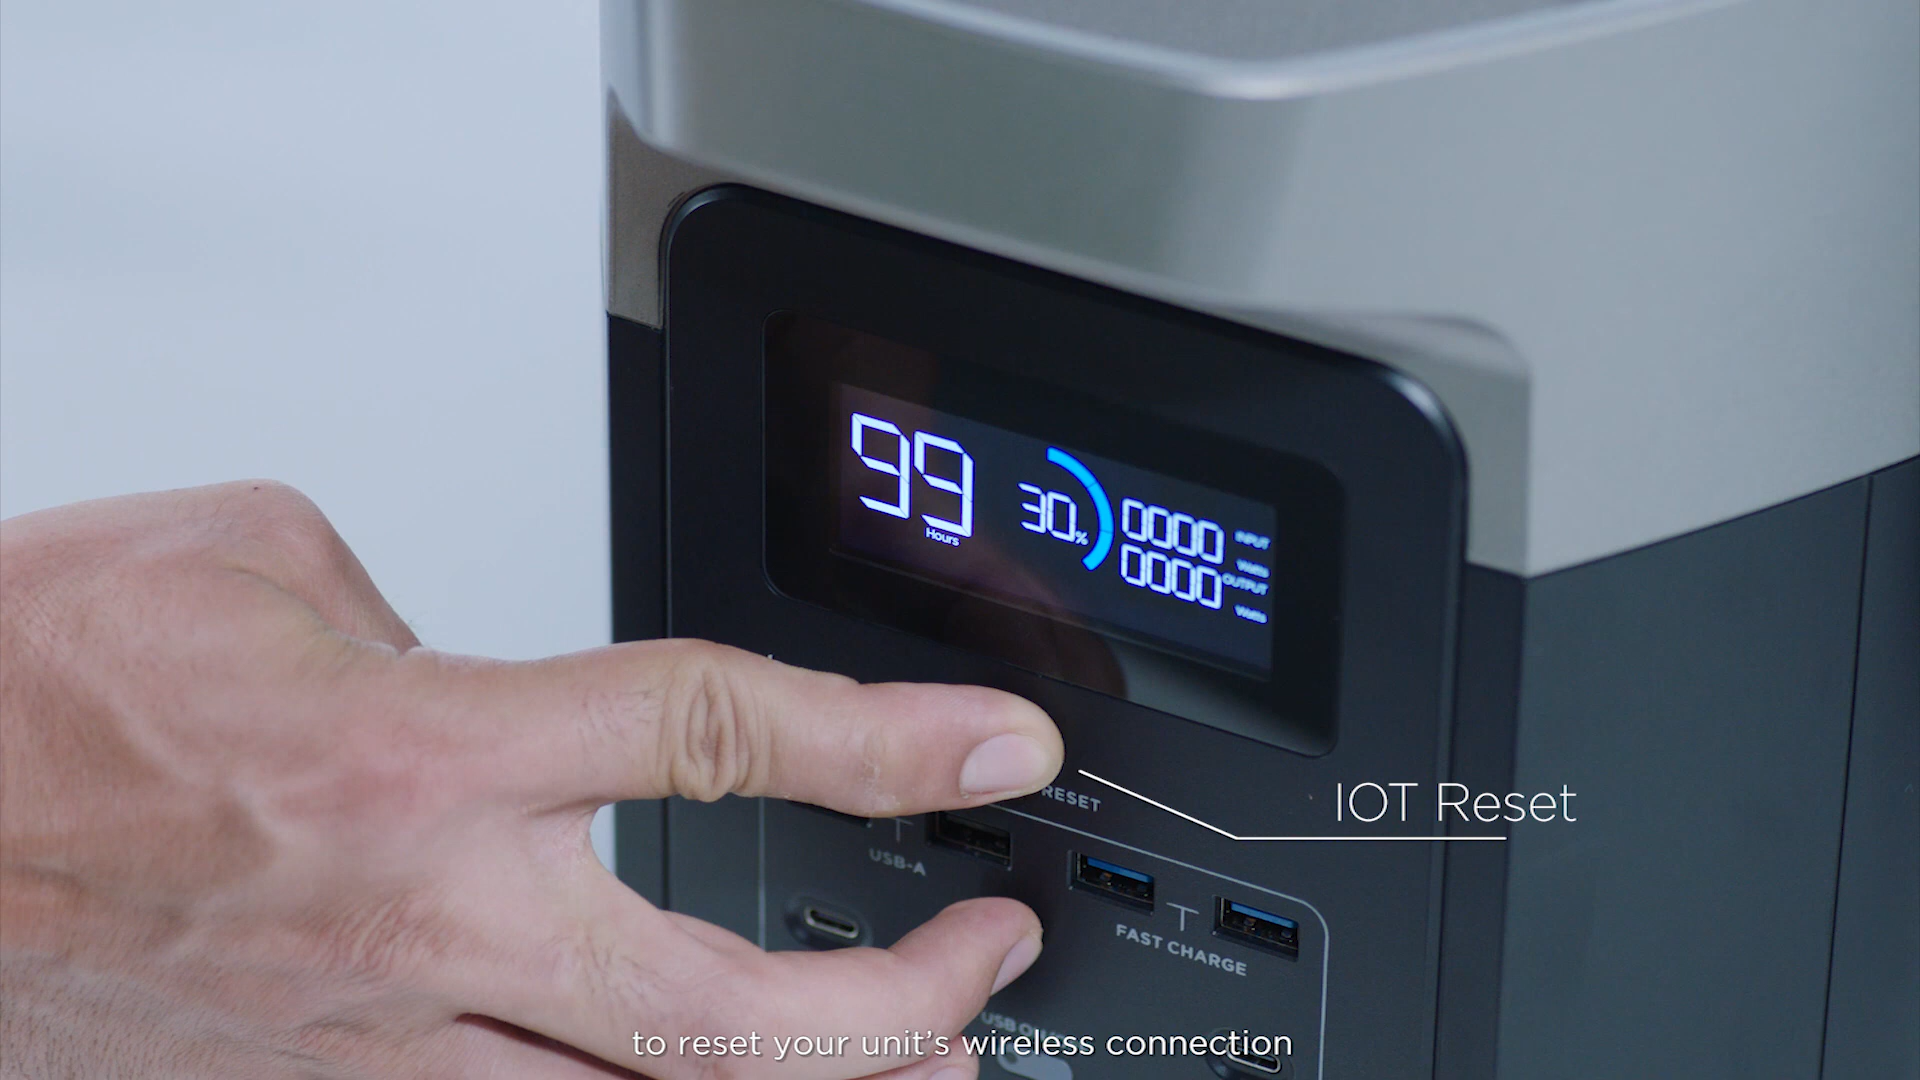 99
Hours
30%
0000 INPUT
Watts
0000 OUTPUT
Watts
RESET
IOT Reset
USB-A
FAST CHARGE
to reset your unit's wireless connection